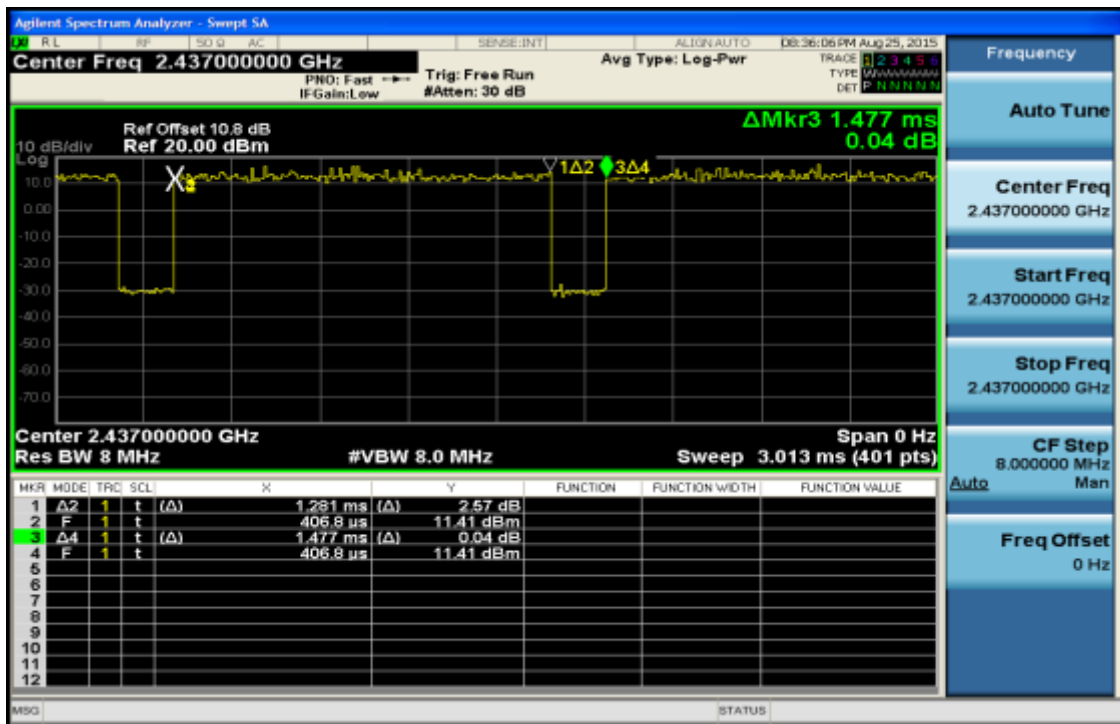 Agilent Spectrum Analyzer - Swept SA
RL RF 50 Ω AC SENSE:INT ALIGNAUTO 08:36:06 PM Aug 25, 2015
Center Freq 2.437000000 GHz
PNO: Fast
IFGain:Low
Trig: Free Run
#Atten: 30 dB
Avg Type: Log-Pwr
TRACE 1 2 3 4 5 6
TYPE
DET P N N N N N
ΔMkr3 1.477 ms
0.04 dB
Ref Offset 10.8 dB
Ref 20.00 dBm
10 dB/div
Log
10.0
0.00
-10.0
-20.0
-30.0
-40.0
-50.0
-60.0
-70.0
1Δ2
3Δ4
Center 2.437000000 GHz
Span 0 Hz
Res BW 8 MHz
#VBW 8.0 MHz
Sweep 3.013 ms (401 pts)
MKR MODE TRC SCL X Y FUNCTION FUNCTION WIDTH FUNCTION VALUE
1 Δ2 1 t (Δ) 1.281 ms (Δ) 2.57 dB
2 F 1 t 406.8 µs 11.41 dBm
3 Δ4 1 t (Δ) 1.477 ms (Δ) 0.04 dB
4 F 1 t 406.8 µs 11.41 dBm
5
6
7
8
9
10
11
12
MSG
STATUS
Frequency
Auto Tune
Center Freq
2.437000000 GHz
Start Freq
2.437000000 GHz
Stop Freq
2.437000000 GHz
CF Step
8.000000 MHz
Auto Man
Freq Offset
0 Hz